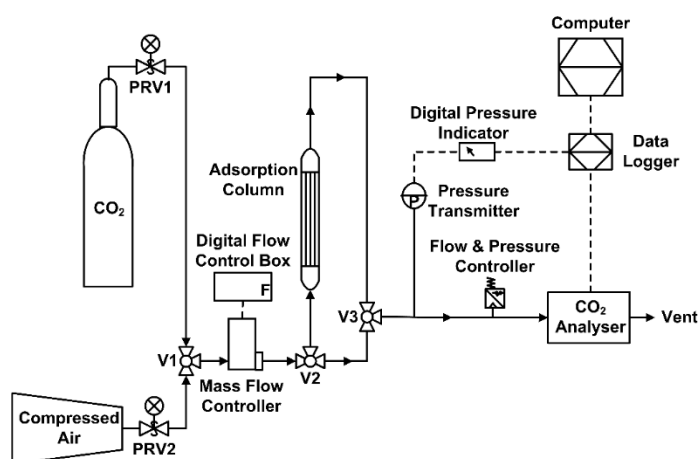 Computer
PRV1
Digital Pressure
Indicator
Data
Logger
Adsorption
Column
CO₂
P
Pressure
Transmitter
Digital Flow
Control Box
F
Flow & Pressure
Controller
V3
CO₂
Analyser
Vent
V1
V2
Mass Flow
Controller
Compressed
Air
PRV2